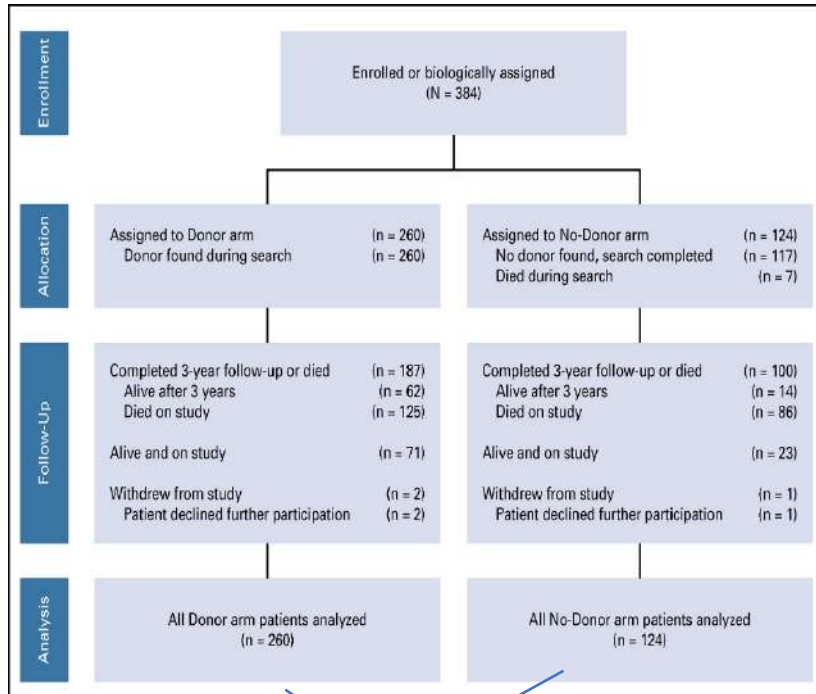 Enrollment
Enrolled or biologically assigned
(N = 384)
Allocation
Assigned to Donor arm (n = 260)
Donor found during search (n = 260)
Assigned to No-Donor arm (n = 124)
No donor found, search completed (n = 117)
Died during search (n = 7)
Follow-Up
Completed 3-year follow-up or died (n = 187)
Alive after 3 years (n = 62)
Died on study (n = 125)
Alive and on study (n = 71)
Withdrew from study (n = 2)
Patient declined further participation (n = 2)
Completed 3-year follow-up or died (n = 100)
Alive after 3 years (n = 14)
Died on study (n = 86)
Alive and on study (n = 23)
Withdrew from study (n = 1)
Patient declined further participation (n = 1)
Analysis
All Donor arm patients analyzed
(n = 260)
All No-Donor arm patients analyzed
(n = 124)